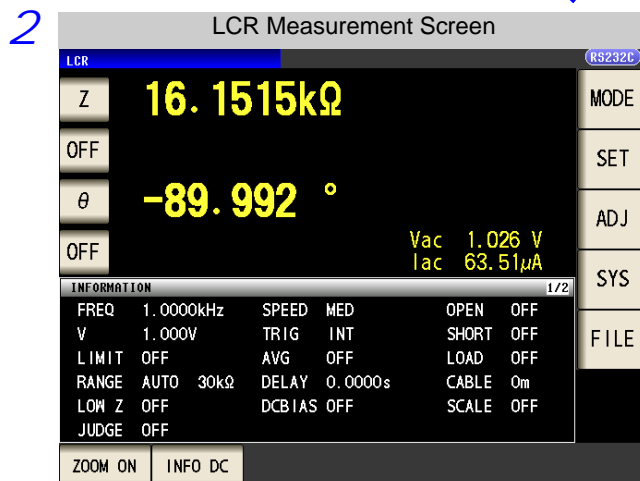 2
LCR Measurement Screen
LCR
RS232C
Z 16.1515kΩ
MODE
OFF
SET
θ -89.992 °
ADJ
OFF
Vac 1.026 V
Iac 63.51μA
SYS
INFORMATION 1/2
FREQ 1.0000kHz SPEED MED OPEN OFF
V 1.000V TRIG INT SHORT OFF
FILE
LIMIT OFF AVG OFF LOAD OFF
RANGE AUTO 30kΩ DELAY 0.0000s CABLE 0m
LOW Z OFF DCBIAS OFF SCALE OFF
JUDGE OFF
ZOOM ON INFO DC